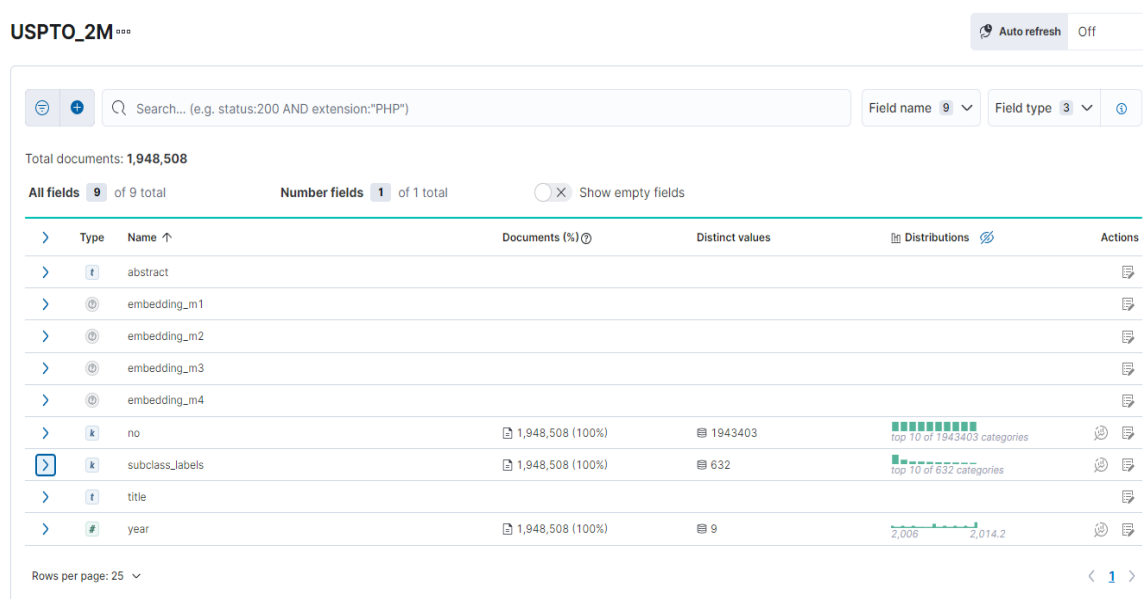 USPTO_2M
Auto refresh Off
Search... (e.g. status:200 AND extension:"PHP")
Field name 9
Field type 3
Total documents: 1,948,508
All fields 9 of 9 total Number fields 1 of 1 total Show empty fields
Type Name Documents (%) Distinct values Distributions Actions
t abstract
embedding_m1
embedding_m2
embedding_m3
embedding_m4
k no 1,948,508 (100%) 1943403 top 10 of 1943403 categories
k subclass_labels 1,948,508 (100%) 632 top 10 of 632 categories
t title
# year 1,948,508 (100%) 9 2,006 2,014.2
Rows per page: 25 1